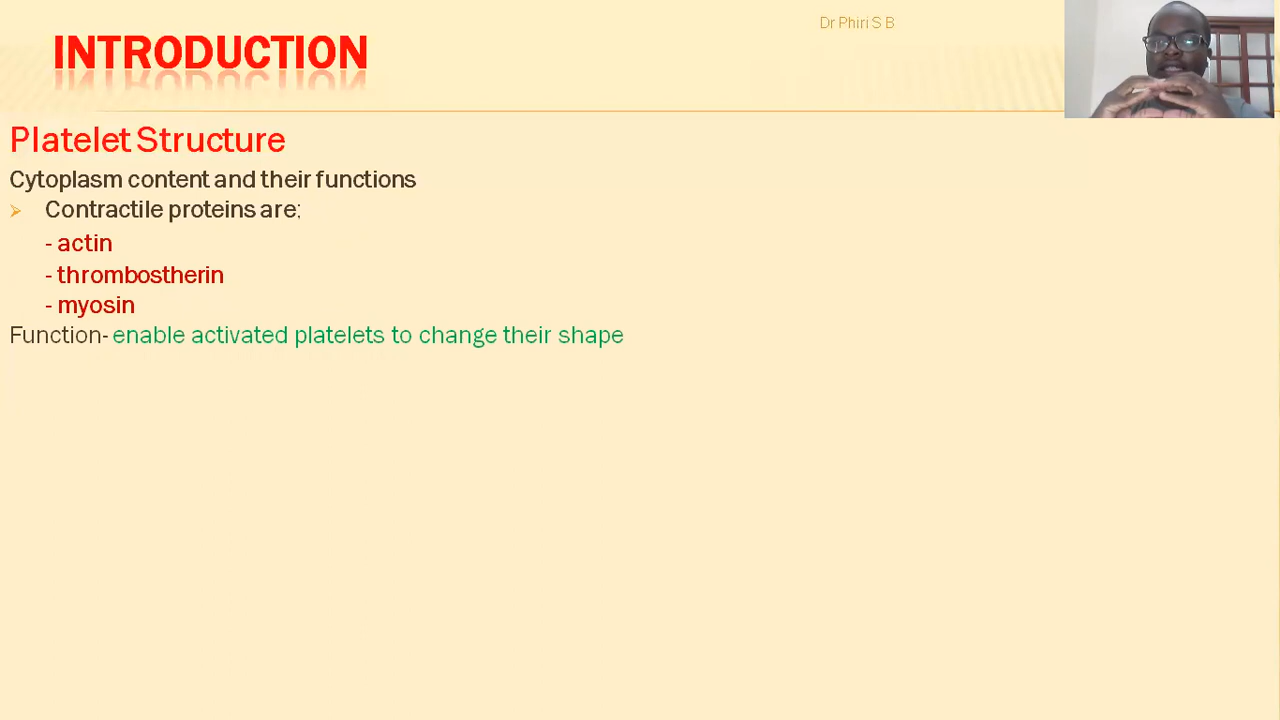 Dr Phiri S B
INTRODUCTION
Platelet Structure
Cytoplasm content and their functions
➢ Contractile proteins are;
- actin
- thrombostherin
- myosin
Function- enable activated platelets to change their shape